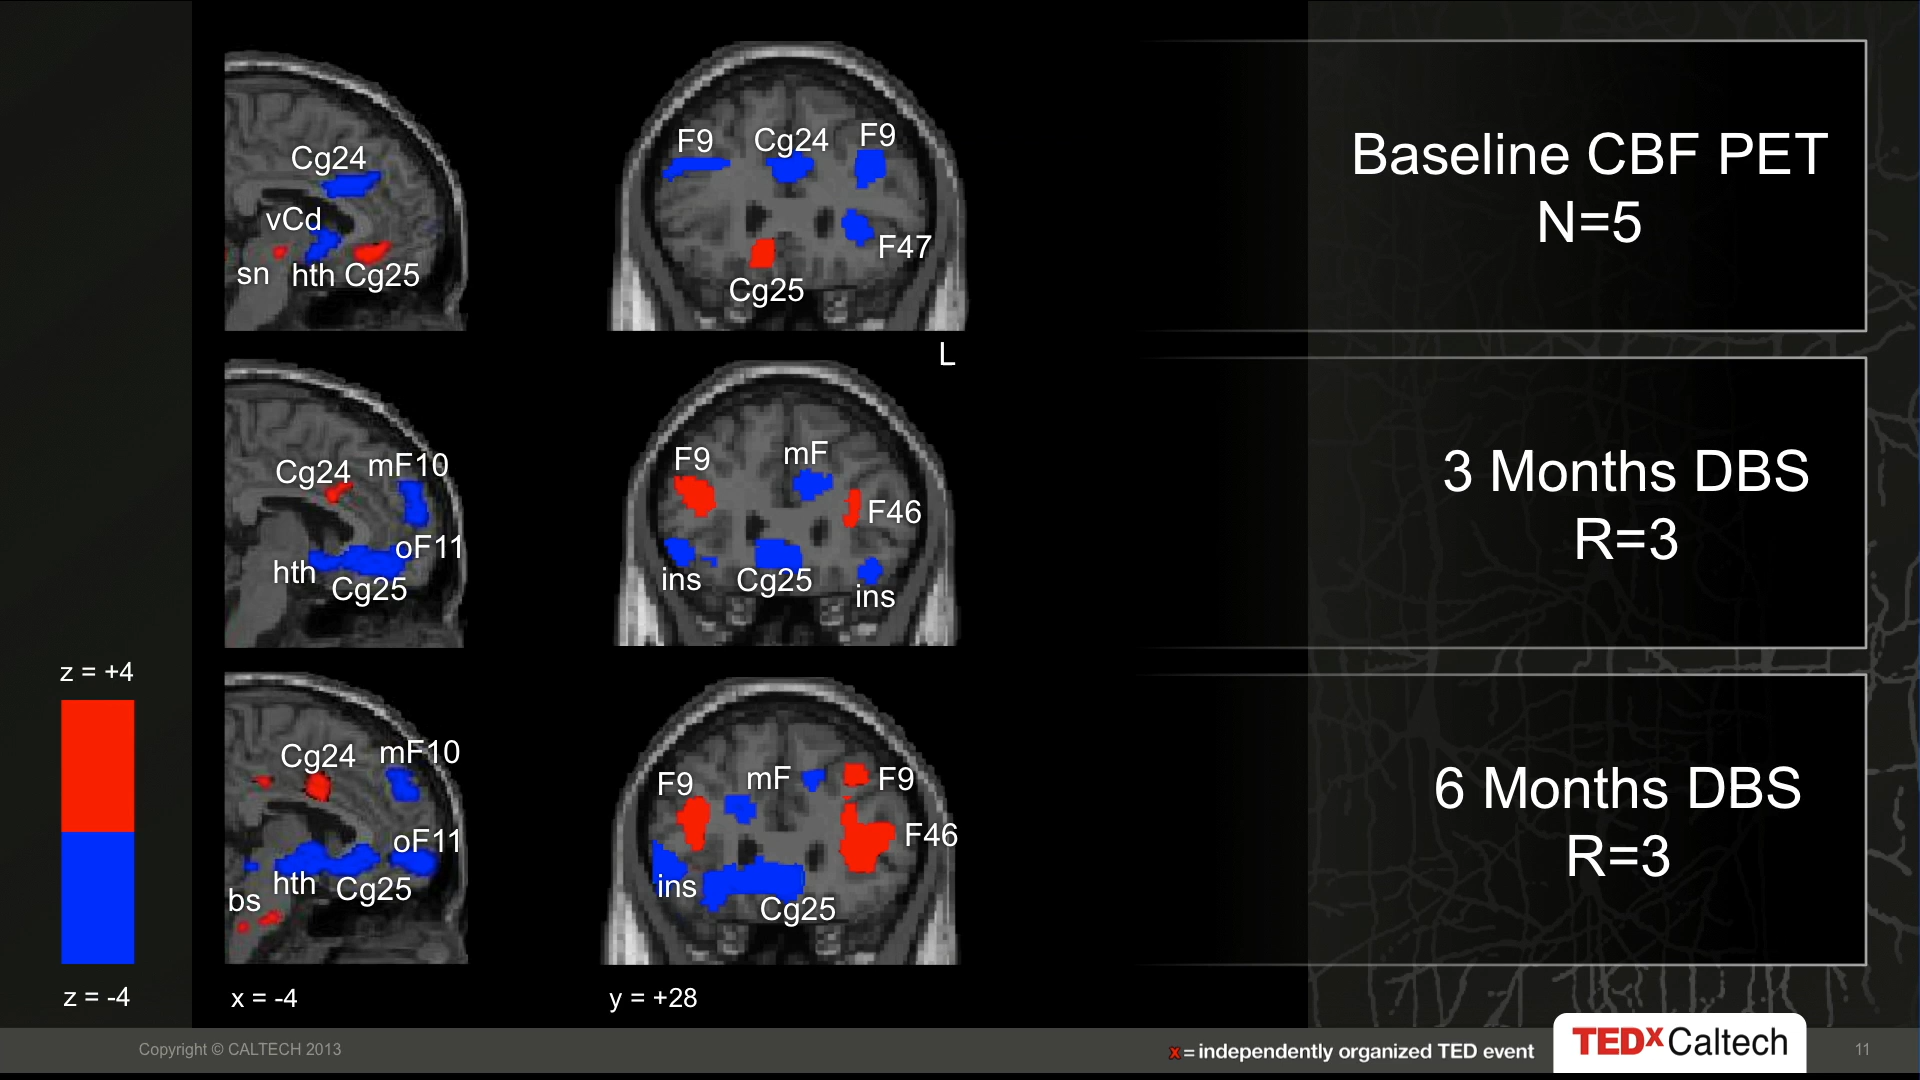 Cg24
vCd
sn hth Cg25
F9 Cg24 F9
F47
Cg25
Baseline CBF PET
N=5
L
Cg24 mF10
oF11
hth
Cg25
F9 mF
F46
ins Cg25 ins
3 Months DBS
R=3
z = +4
z = -4
Cg24 mF10
oF11
bs hth Cg25
F9 mF F9
F46
ins
Cg25
6 Months DBS
R=3
x = -4
y = +28
Copyright © CALTECH 2013
x = independently organized TED event
TEDx Caltech
11